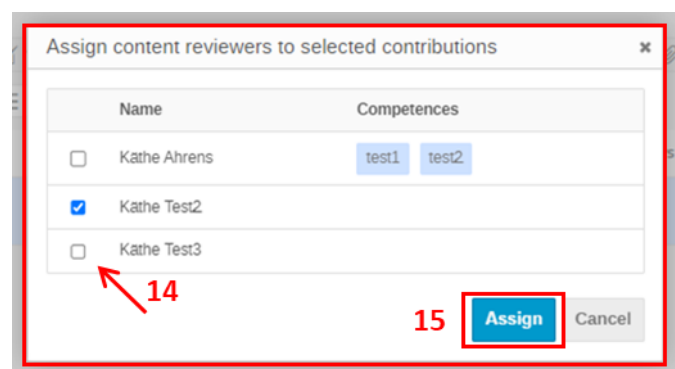 Assign content reviewers to selected contributions ×
Name Competences
Kathe Ahrens test1 test2
Kathe Test2
Kathe Test3
14
15 Assign Cancel